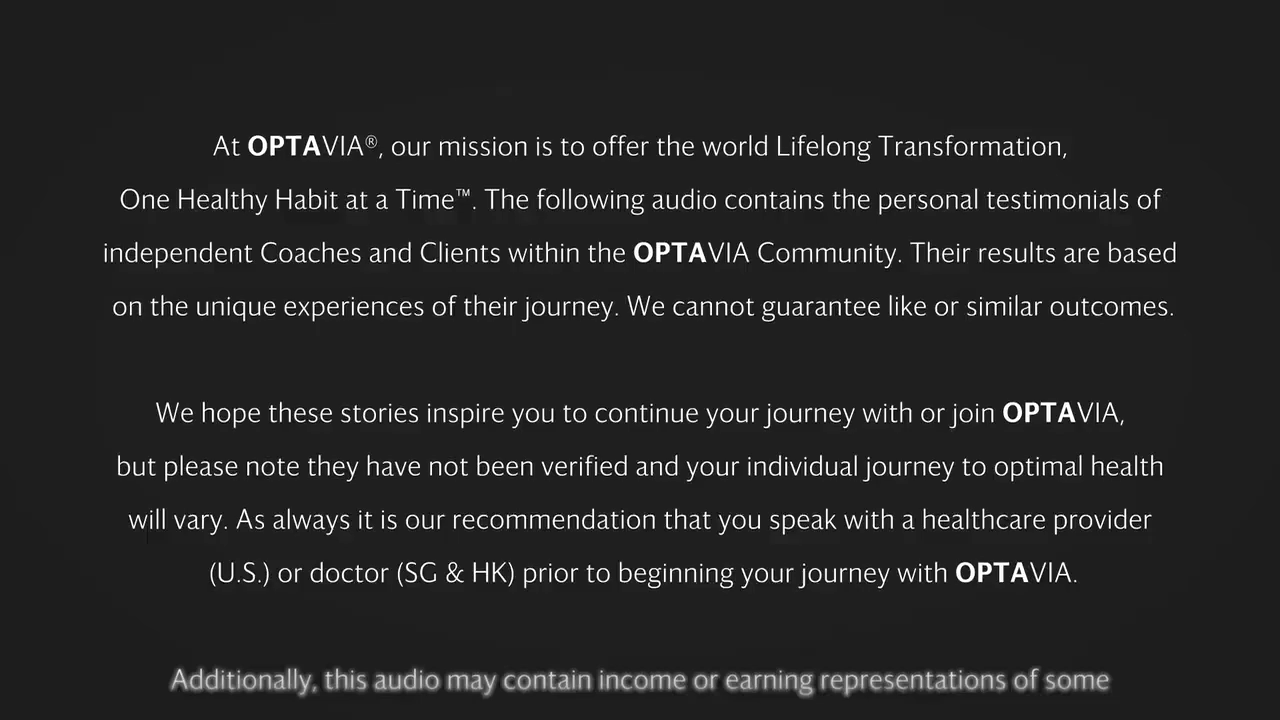 At OPTAVIA®, our mission is to offer the world Lifelong Transformation,
One Healthy Habit at a Time™. The following audio contains the personal testimonials of
independent Coaches and Clients within the OPTAVIA Community. Their results are based
on the unique experiences of their journey. We cannot guarantee like or similar outcomes.
We hope these stories inspire you to continue your journey with or join OPTAVIA,
but please note they have not been verified and your individual journey to optimal health
will vary. As always it is our recommendation that you speak with a healthcare provider
(U.S.) or doctor (SG & HK) prior to beginning your journey with OPTAVIA.
Additionally, this audio may contain income or earning representations of some